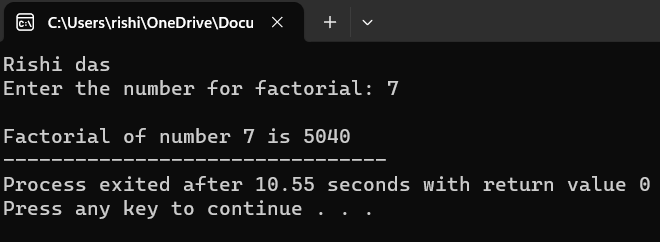 C:\Users\rishi\OneDrive\Docu
Rishi das
Enter the number for factorial: 7
Factorial of number 7 is 5040
--------------------------------
Process exited after 10.55 seconds with return value 0
Press any key to continue . . .